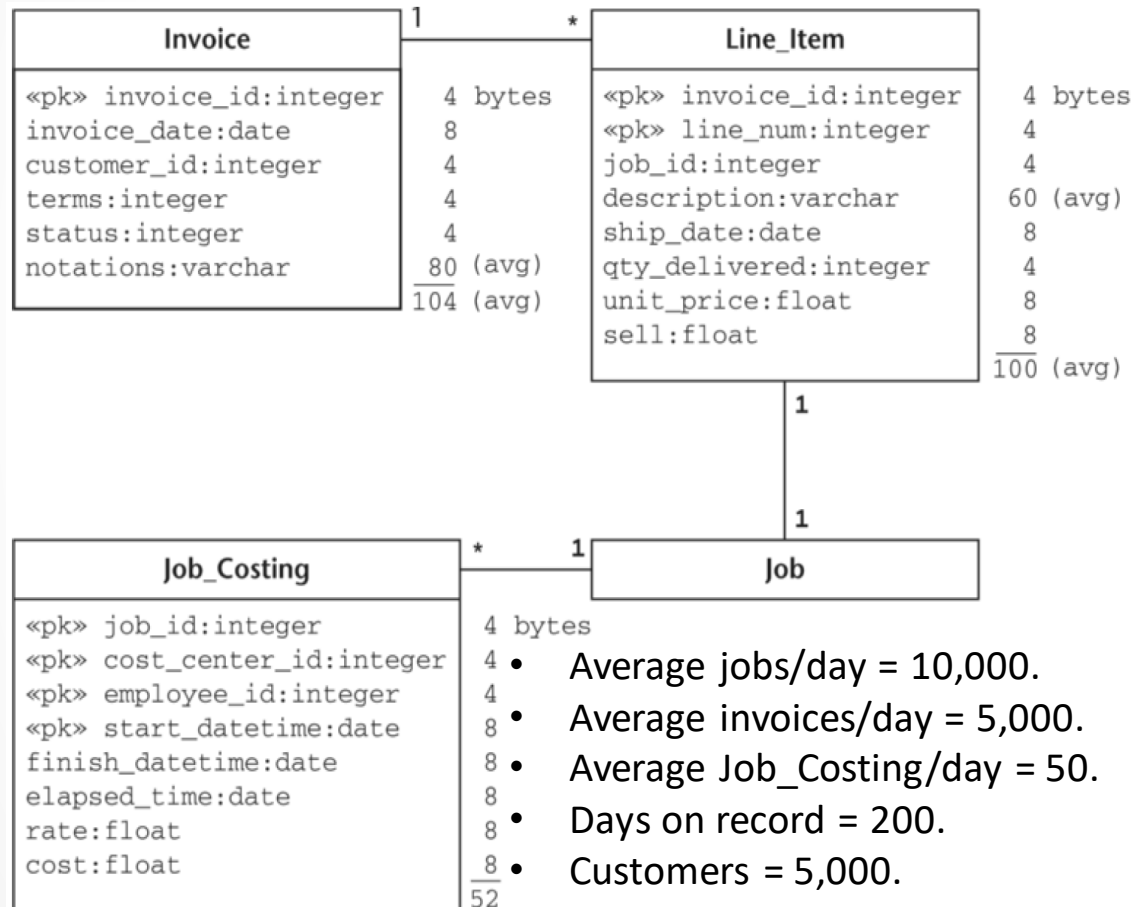 1 *
Invoice
«pk» invoice_id:integer 4 bytes
invoice_date:date 8
customer_id:integer 4
terms:integer 4
status:integer 4
notations:varchar 80 (avg)
104 (avg)
Line_Item
«pk» invoice_id:integer 4 bytes
«pk» line_num:integer 4
job_id:integer 4
description:varchar 60 (avg)
ship_date:date 8
qty_delivered:integer 4
unit_price:float 8
sell:float 8
100 (avg)
1
1
* 1
Job_Costing
«pk» job_id:integer 4 bytes
«pk» cost_center_id:integer 4
«pk» employee_id:integer 4
«pk» start_datetime:date 8
finish_datetime:date 8
elapsed_time:date 8
rate:float 8
cost:float 8
52
Job
• Average jobs/day = 10,000.
• Average invoices/day = 5,000.
• Average Job_Costing/day = 50.
• Days on record = 200.
• Customers = 5,000.